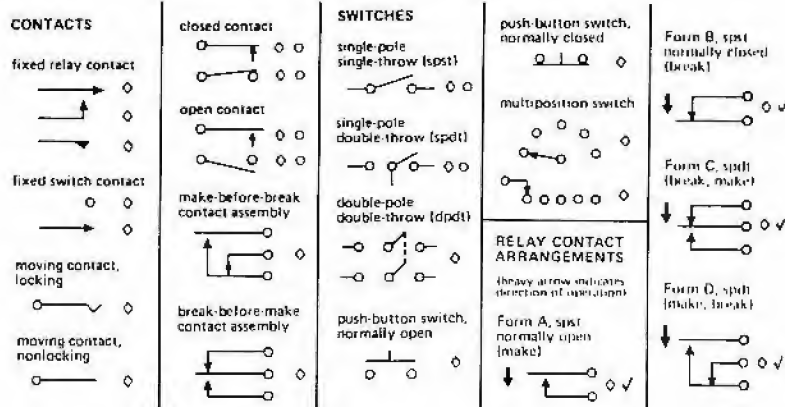 CONTACTS
fixed relay contact
fixed switch contact
moving contact,
locking
moving contact,
nonlocking
closed contact
open contact
make-before-break
contact assembly
break-before-make
contact assembly
SWITCHES
single-pole
single-throw (spst)
single-pole
double-throw (spdt)
double-pole
double-throw (dpdt)
push-button switch,
normally open
push-button switch,
normally closed
multiposition switch
RELAY CONTACT
ARRANGEMENTS
(heavy arrow indicates
direction of operation)
Form A, spst
normally open
(make)
Form B, spst
normally closed
(break)
Form C, spdt
(break, make)
Form D, spdt
(make, break)